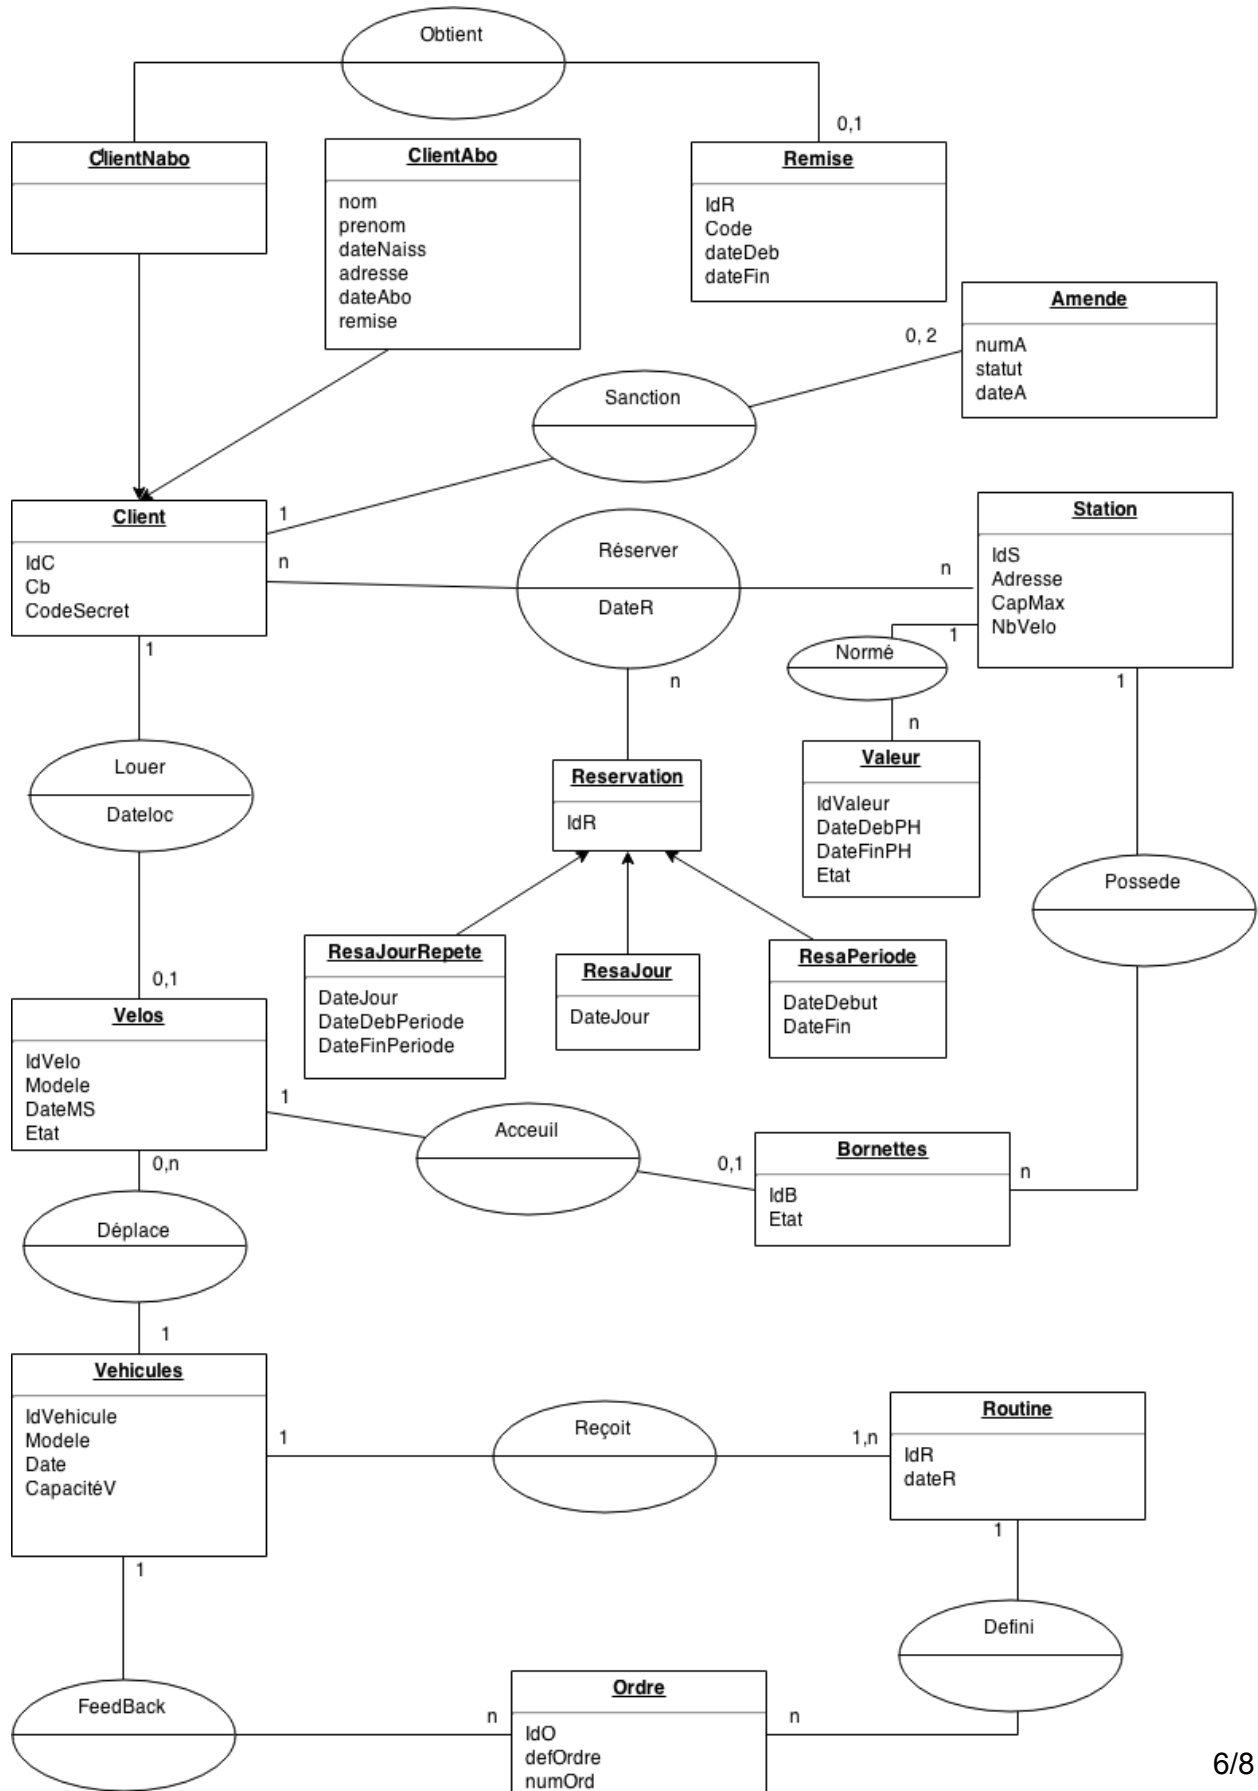 Obtient
0,1
1
ClientNabo
ClientAbo
nom
prenom
dateNaiss
adresse
dateAbo
remise
Remise
IdR
Code
dateDeb
dateFin
Amende
numA
statut
dateA
0, 2
Sanction
1
Client
IdC
Cb
CodeSecret
n
Réserver
DateR
n
n
Station
IdS
Adresse
CapMax
NbVelo
1
Normé
n
1
1
Louer
Dateloc
0,1
Reservation
IdR
Valeur
IdValeur
DateDebPH
DateFinPH
Etat
Possede
ResaJourRepete
DateJour
DateDebPeriode
DateFinPeriode
ResaJour
DateJour
ResaPeriode
DateDebut
DateFin
Velos
IdVelo
Modele
DateMS
Etat
1
Acceuil
0,1
Bornettes
IdB
Etat
n
0,n
Déplace
1
Vehicules
IdVehicule
Modele
Date
CapacitéV
1
Reçoit
1,n
Routine
IdR
dateR
1
1
Defini
FeedBack
n
Ordre
IdO
defOrdre
numOrd
n
6/8